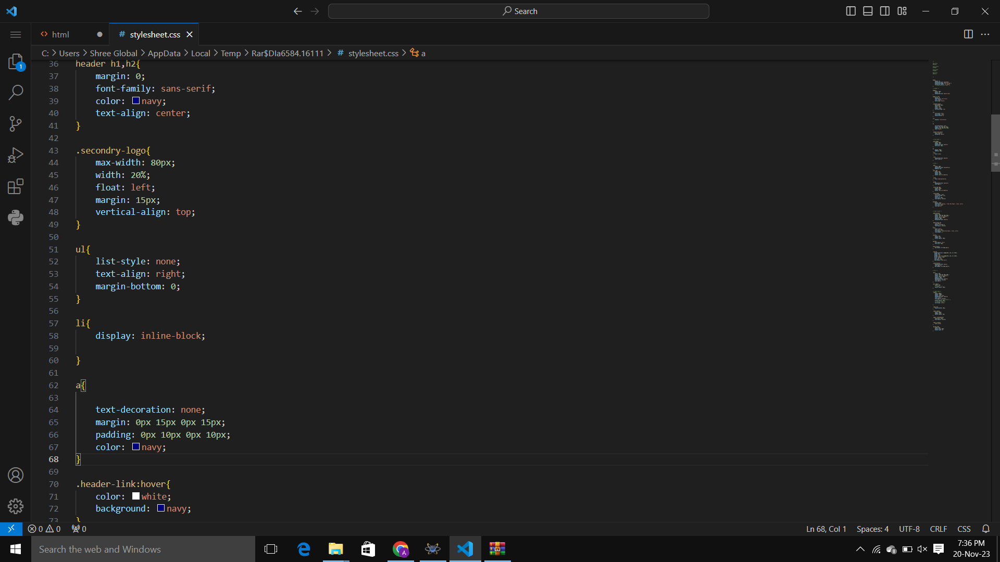 Search
html
# stylesheet.css
C: > Users > Shree Global > AppData > Local > Temp > Rar$DIa6584.16111 > # stylesheet.css > a
1
36 header h1,h2{
37 margin: 0;
38 font-family: sans-serif;
39 color: navy;
40 text-align: center;
41 }
42
43 .secondry-logo{
44 max-width: 80px;
45 width: 20%;
46 float: left;
47 margin: 15px;
48 vertical-align: top;
49 }
50
51 ul{
52 list-style: none;
53 text-align: right;
54 margin-bottom: 0;
55 }
56
57 li{
58 display: inline-block;
59
60 }
61
62 a{
63
64 text-decoration: none;
65 margin: 0px 15px 0px 15px;
66 padding: 0px 10px 0px 10px;
67 color: navy;
68 }
69
70 .header-link:hover{
71 color: white;
72 background: navy;
73 }
0 0 0 Ln 68, Col 1 Spaces: 4 UTF-8 CRLF CSS
Search the web and Windows
7:36 PM
20-Nov-23